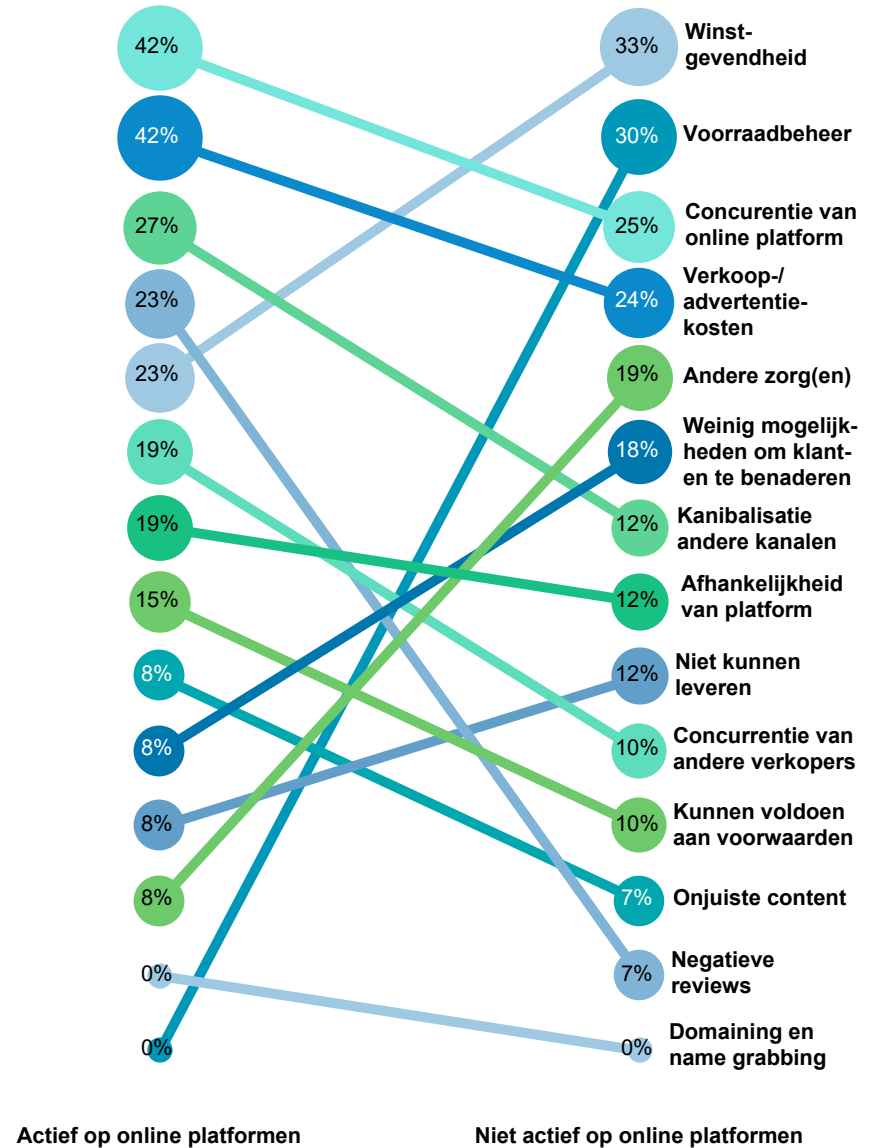 42%
33%
Winst-
gevendheid
42%
30%
Voorraadbeheer
27%
25%
Concurentie van
online platform
23%
24%
Verkoop-/
advertentie-
kosten
23%
19%
Andere zorg(en)
19%
18%
Weinig mogelijk-
heden om klant-
en te benaderen
19%
12%
Kanibalisatie
andere kanalen
15%
12%
Afhankelijkheid
van platform
8%
12%
Niet kunnen
leveren
8%
10%
Concurrentie van
andere verkopers
8%
10%
Kunnen voldoen
aan voorwaarden
8%
7%
Onjuiste content
0%
7%
Negatieve
reviews
0%
0%
Domaining en
name grabbing
Actief op online platformen
Niet actief op online platformen